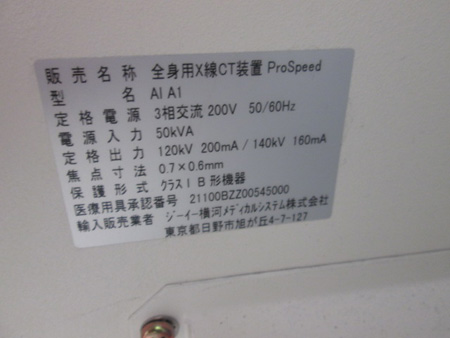 販売名称 全身用X線CT装置 ProSpeed
型名 AI A1
定格電源 3相交流 200V 50/60Hz
電源入力 50kVA
定格出力 120kV 200mA / 140kV 160mA
焦点寸法 0.7×0.6mm
保護形式 クラスI B形機器
医療用具承認番号 21100BZZ00545000
輸入販売業者 ジーイー横河メディカルシステム株式会社
東京都日野市旭が丘4-7-127